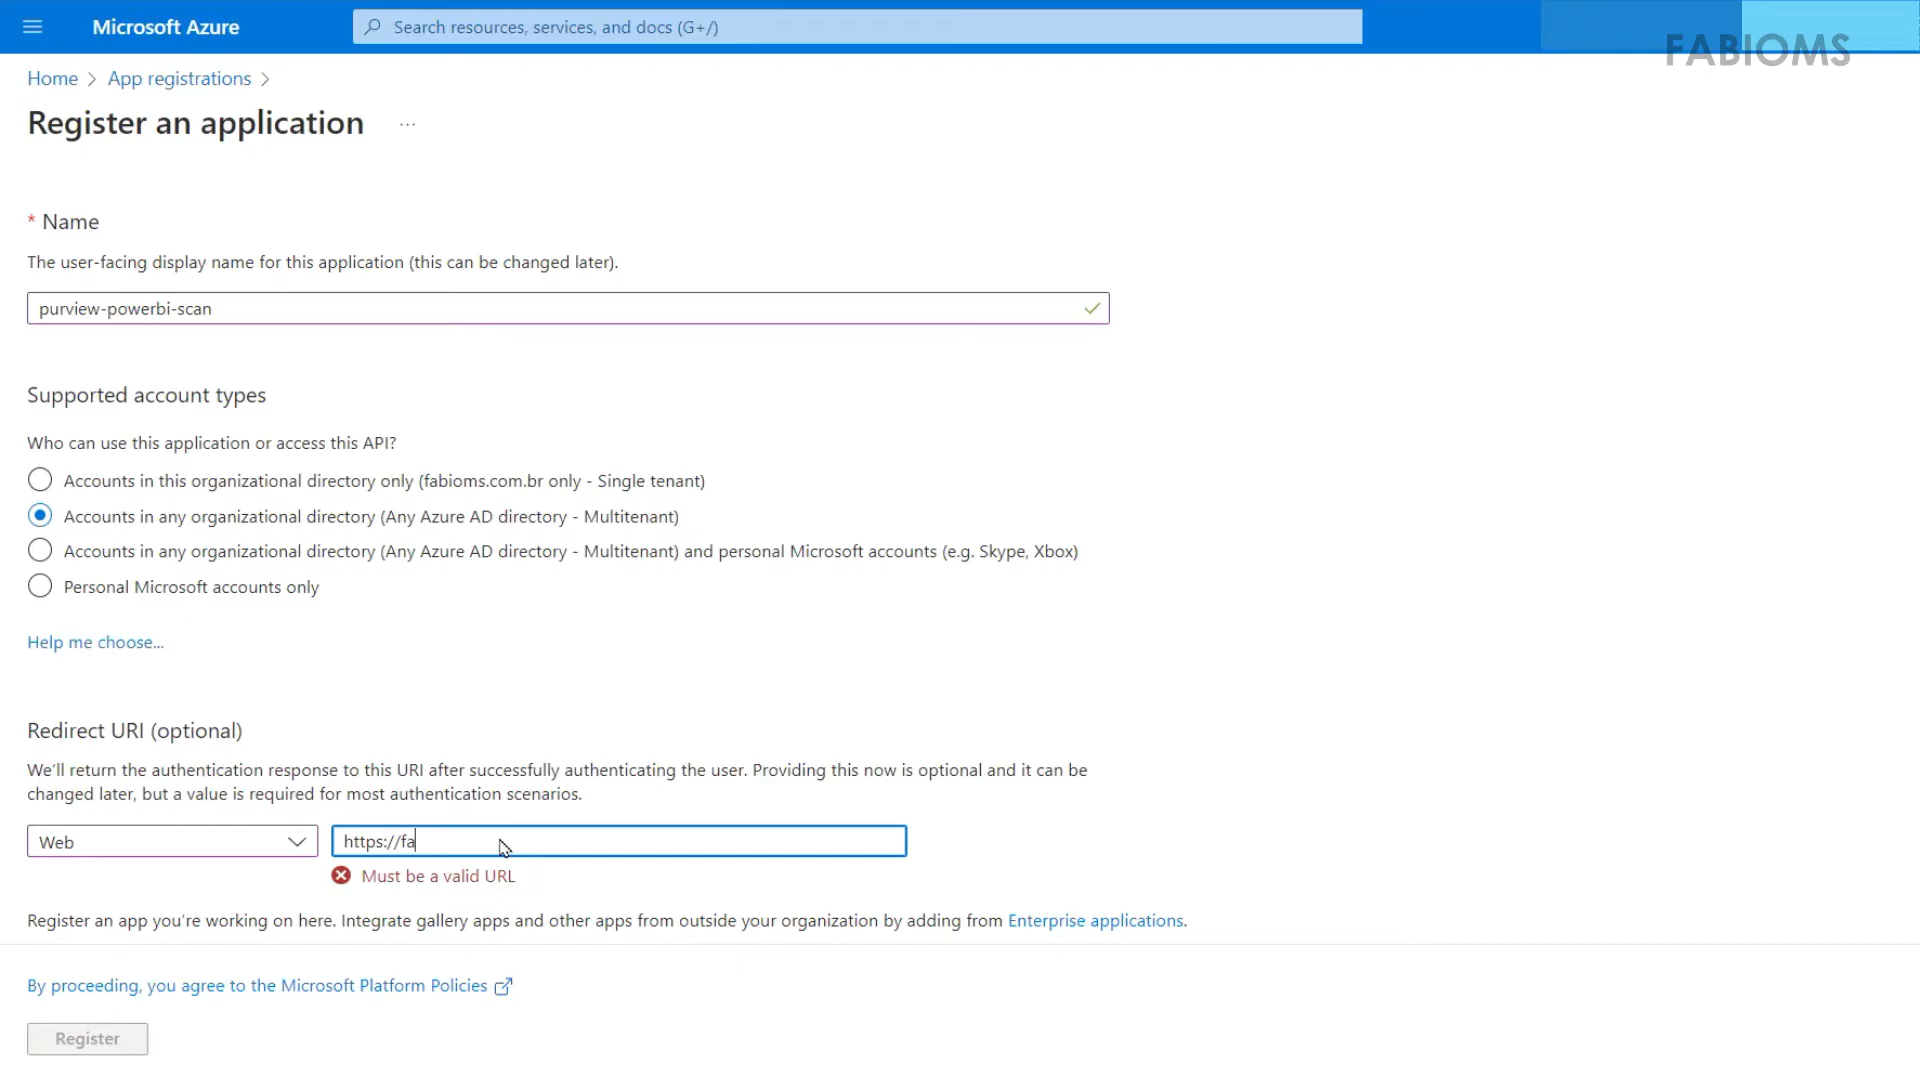 Microsoft Azure
Search resources, services, and docs (G+/)
FABIOMS
Home > App registrations >
Register an application ...
* Name
The user-facing display name for this application (this can be changed later).
purview-powerbi-scan
Supported account types
Who can use this application or access this API?
Accounts in this organizational directory only (fabioms.com.br only - Single tenant)
Accounts in any organizational directory (Any Azure AD directory - Multitenant)
Accounts in any organizational directory (Any Azure AD directory - Multitenant) and personal Microsoft accounts (e.g. Skype, Xbox)
Personal Microsoft accounts only
Help me choose...
Redirect URI (optional)
We'll return the authentication response to this URI after successfully authenticating the user. Providing this now is optional and it can be
changed later, but a value is required for most authentication scenarios.
Web
https://fa
Must be a valid URL
Register an app you're working on here. Integrate gallery apps and other apps from outside your organization by adding from Enterprise applications.
By proceeding, you agree to the Microsoft Platform Policies
Register